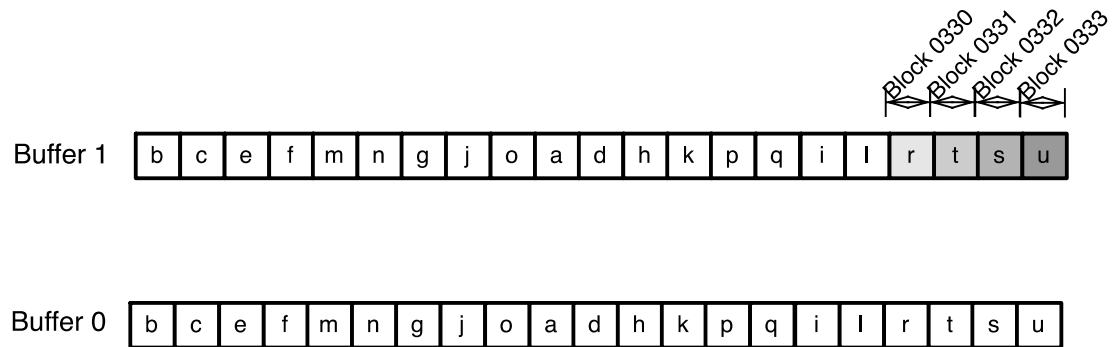 Block 0330 Block 0331 Block 0332 Block 0333
Buffer 1 b c e f m n g j o a d h k p q i l r t s u
Buffer 0 b c e f m n g j o a d h k p q i l r t s u